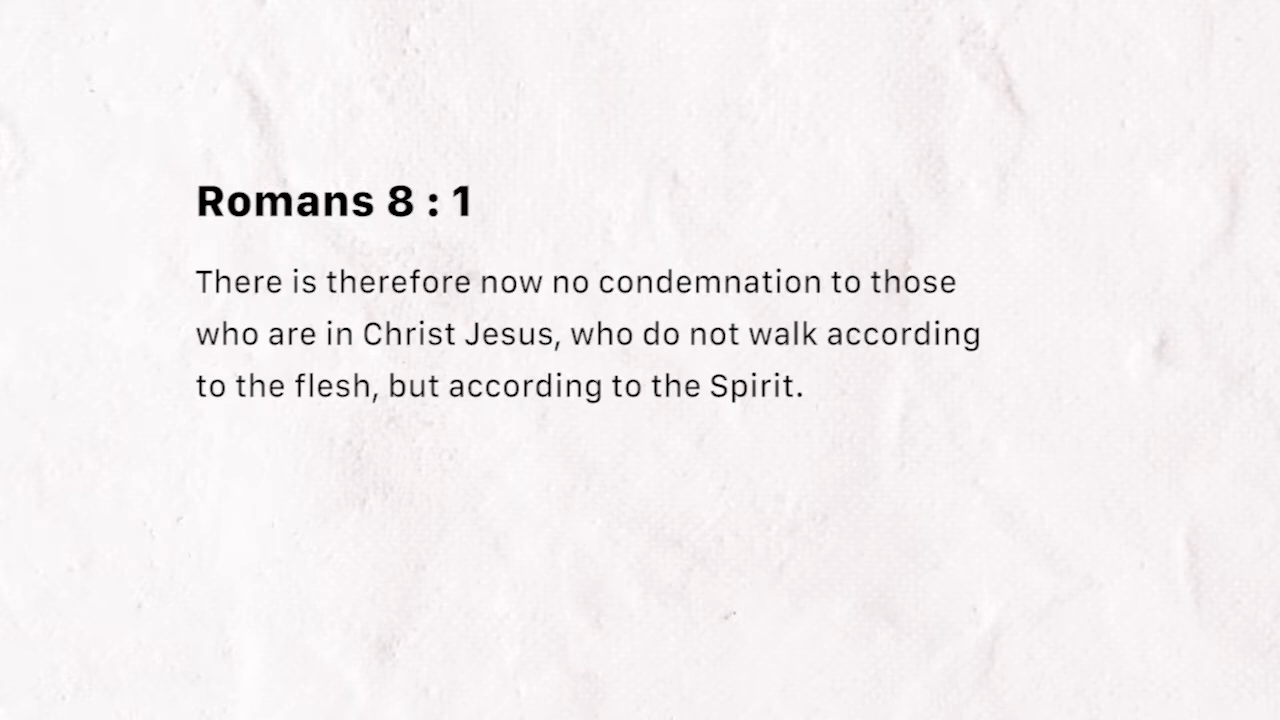 Romans 8 : 1
There is therefore now no condemnation to those
who are in Christ Jesus, who do not walk according
to the flesh, but according to the Spirit.